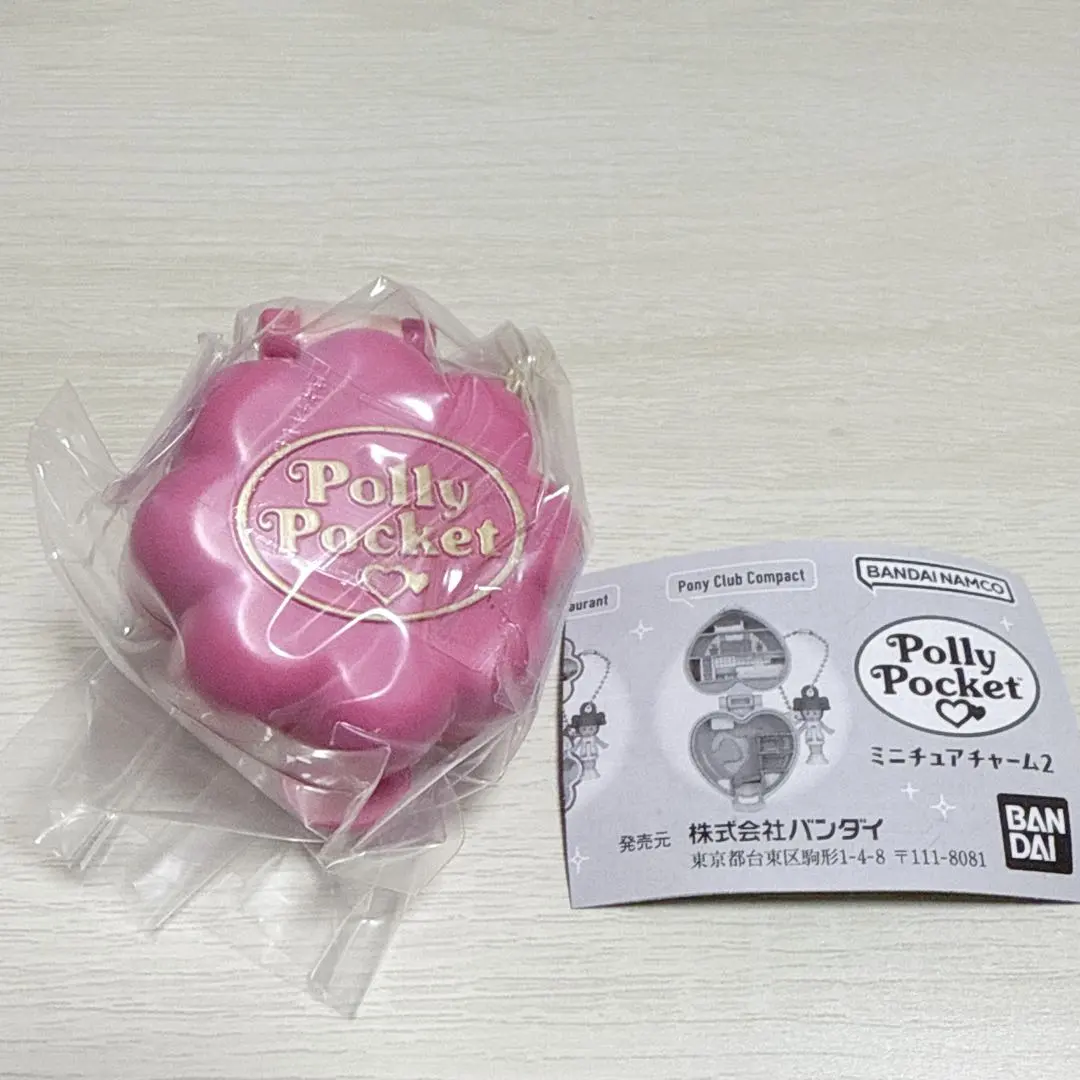 Polly
Pocket
aurant
Pony Club Compact
BANDAI NAMCO
Polly
Pocket
ミニチュアチャーム2
発売元 株式会社バンダイ
東京都台東区駒形1-4-8 〒111-8081
BAN
DAI